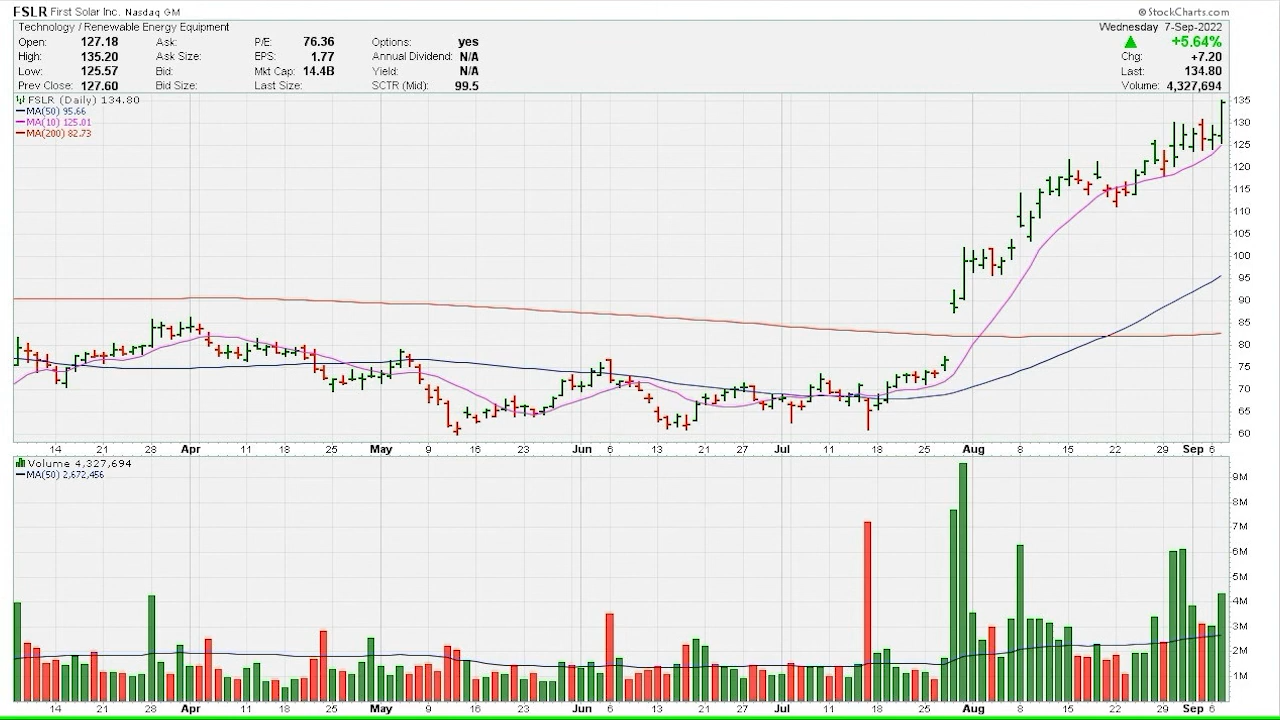 FSLR First Solar Inc. Nasdaq GM
© StockCharts.com
Technology / Renewable Energy Equipment
Wednesday 7-Sep-2022
Open: 127.18 Ask: P/E: 76.36 Options: yes
+5.64%
High: 135.20 Ask Size: EPS: 1.77 Annual Dividend: N/A
Chg: +7.20
Low: 125.57 Bid: Mkt Cap: 14.4B Yield: N/A
Last: 134.80
Prev Close: 127.60 Bid Size: Last Size: SCTR (Mid): 99.5
Volume: 4,327,694
FSLR (Daily) 134.80
MA(50) 95.66
MA(10) 125.01
MA(200) 82.73
135
130
125
120
115
110
105
100
95
90
85
80
75
70
65
60
14 21 28 Apr 11 18 25 May 9 16 23 Jun 6 13 21 27 Jul 11 18 25 Aug 8 15 22 29 Sep 6
Volume 4,327,694
MA(50) 2,672,456
9M
8M
7M
6M
5M
4M
3M
2M
1M
14 21 28 Apr 11 18 25 May 9 16 23 Jun 6 13 21 27 Jul 11 18 25 Aug 8 15 22 29 Sep 6